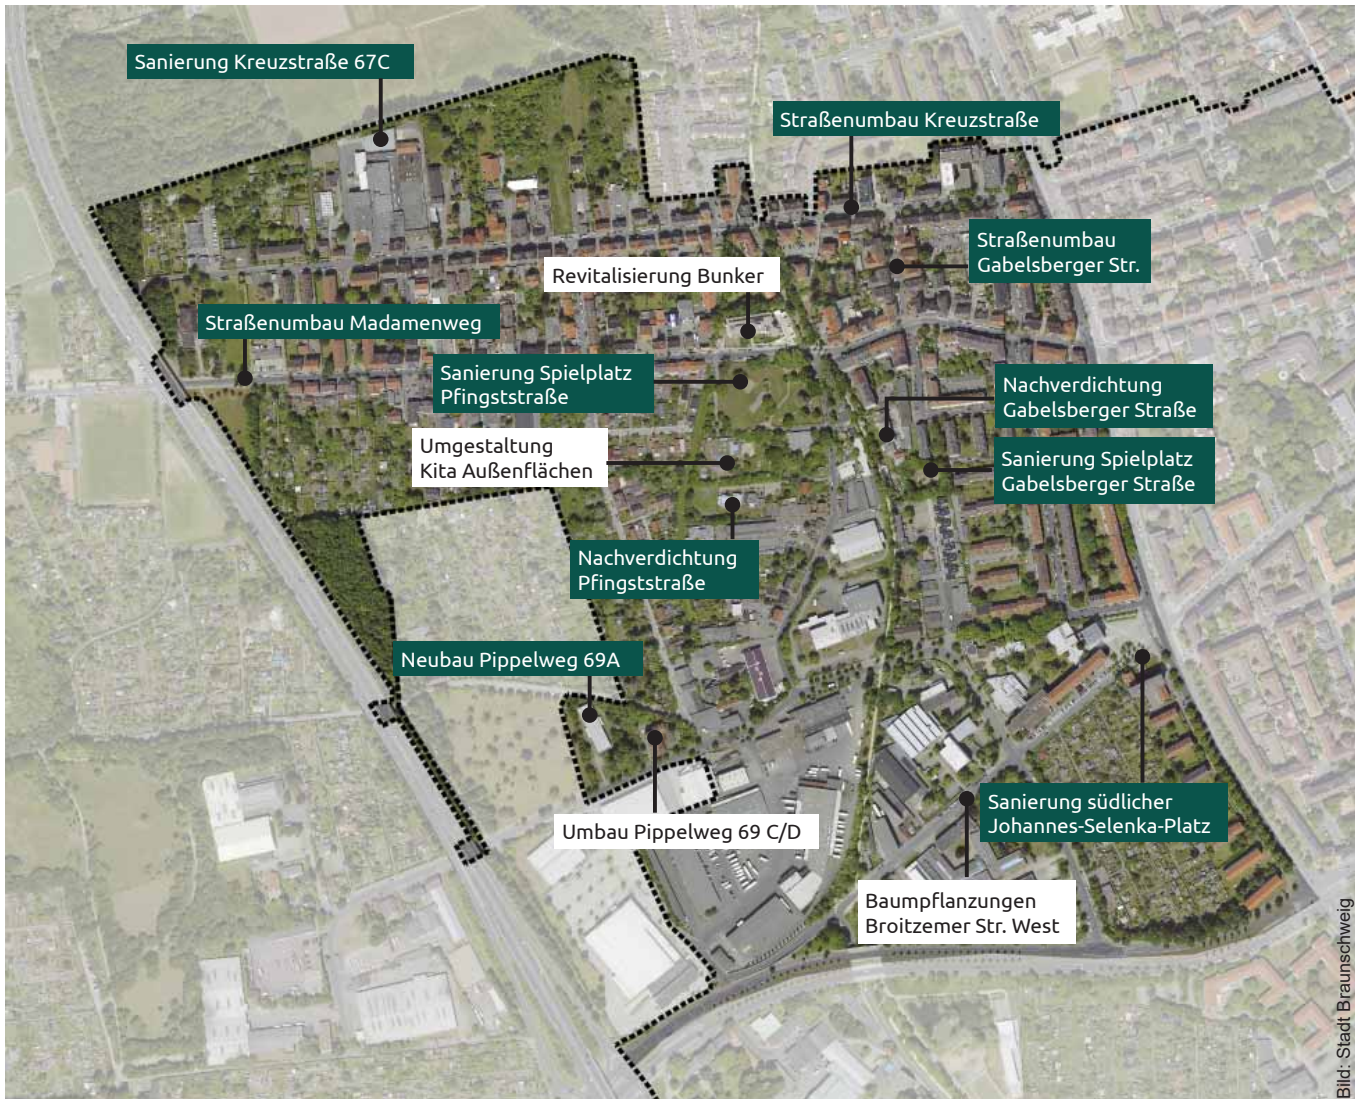 Sanierung Kreuzstraße 67C
Straßenumbau Kreuzstraße
Straßenumbau
Gabelsberger Str.
Revitalisierung Bunker
Straßenumbau Madamenweg
Sanierung Spielplatz
Pfingststraße
Nachverdichtung
Gabelsberger Straße
Umgestaltung
Kita Außenflächen
Sanierung Spielplatz
Gabelsberger Straße
Nachverdichtung
Pfingststraße
Neubau Pippelweg 69A
Umbau Pippelweg 69 C/D
Sanierung südlicher
Johannes-Selenka-Platz
Baumpflanzungen
Broitzemer Str. West
Bild: Stadt Braunschweig